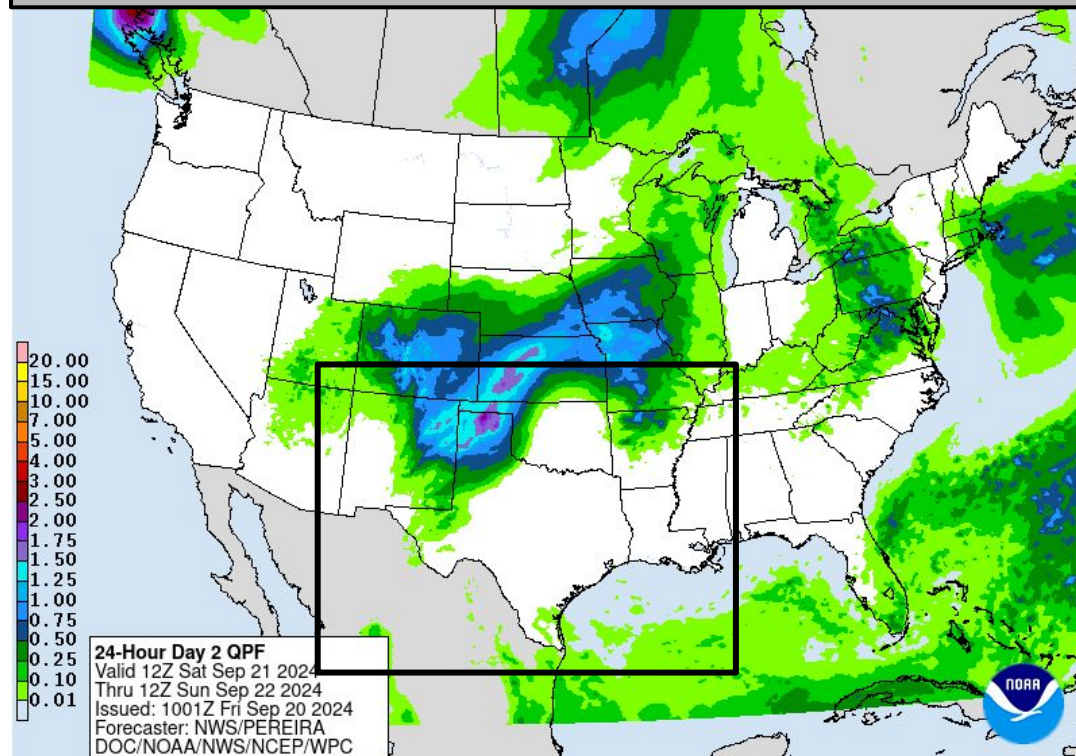 20.00
15.00
10.00
7.00
5.00
4.00
3.00
2.50
2.00
1.75
1.50
1.25
1.00
0.75
0.50
0.25
0.10
0.01
24-Hour Day 2 QPF
Valid 12Z Sat Sep 21 2024
Thru 12Z Sun Sep 22 2024
Issued: 1001Z Fri Sep 20 2024
Forecaster: NWS/PEREIRA
DOC/NOAA/NWS/NCEP/WPC
NOAA